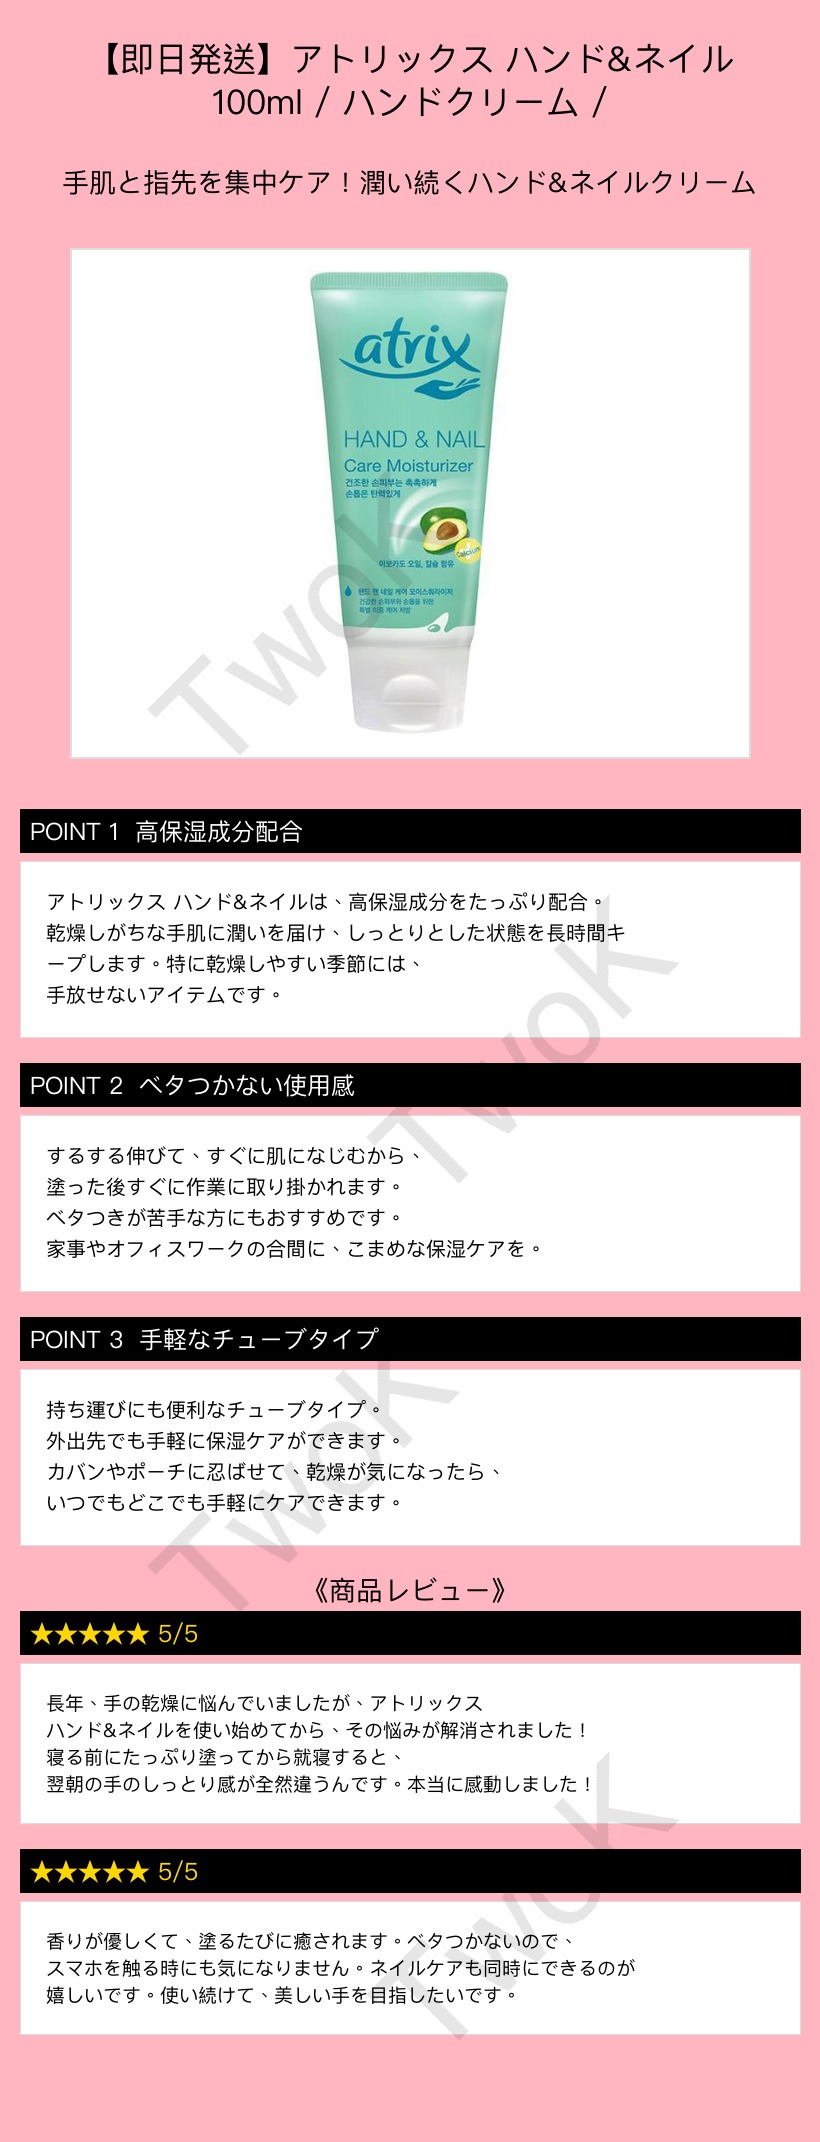 【即日発送】アトリックス ハンド&ネイル
100ml / ハンドクリーム /
手肌と指先を集中ケア！潤い続くハンド&ネイルクリーム
atrix
HAND & NAIL
Care Moisturizer
건조한 손피부는 촉촉하게
손톱은 탄력있게
Calcium
아보카도 오일, 칼슘 함유
핸드 앤 네일 케어 모이스춰라이저
건강한 손피부와 손톱을 위한
특별 이중 케어 처방
TwoK
POINT 1 高保湿成分配合
アトリックス ハンド&ネイルは、高保湿成分をたっぷり配合。
乾燥しがちな手肌に潤いを届け、しっとりとした状態を長時間キ
ープします。特に乾燥しやすい季節には、
手放せないアイテムです。
TwoK
POINT 2 ベタつかない使用感
するする伸びて、すぐに肌になじむから、
塗った後すぐに作業に取り掛かれます。
ベタつきが苦手な方にもおすすめです。
家事やオフィスワークの合間に、こまめな保湿ケアを。
POINT 3 手軽なチューブタイプ
持ち運びにも便利なチューブタイプ。
外出先でも手軽に保湿ケアができます。
カバンやポーチに忍ばせて、乾燥が気になったら、
いつでもどこでも手軽にケアできます。
TwoK
《商品レビュー》
★★★★★ 5/5
長年、手の乾燥に悩んでいましたが、アトリックス
ハンド&ネイルを使い始めてから、その悩みが解消されました！
寝る前にたっぷり塗ってから就寝すると、
翌朝の手のしっとり感が全然違うんです。本当に感動しました！
TwoK
★★★★★ 5/5
香りが優しくて、塗るたびに癒されます。ベタつかないので、
スマホを触る時にも気になりません。ネイルケアも同時にできるのが
嬉しいです。使い続けて、美しい手を目指したいです。